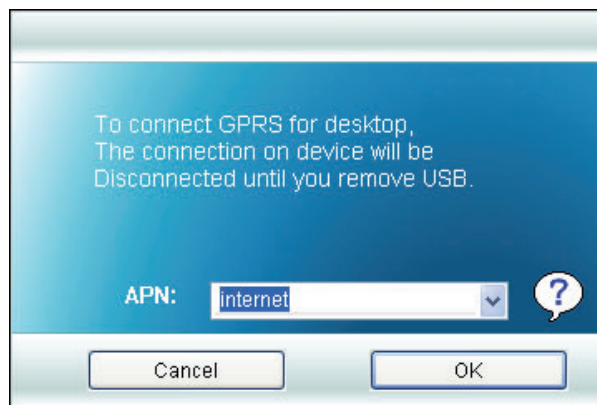 To connect GPRS for desktop,
The connection on device will be
Disconnected until you remove USB.
APN: internet ?
Cancel OK